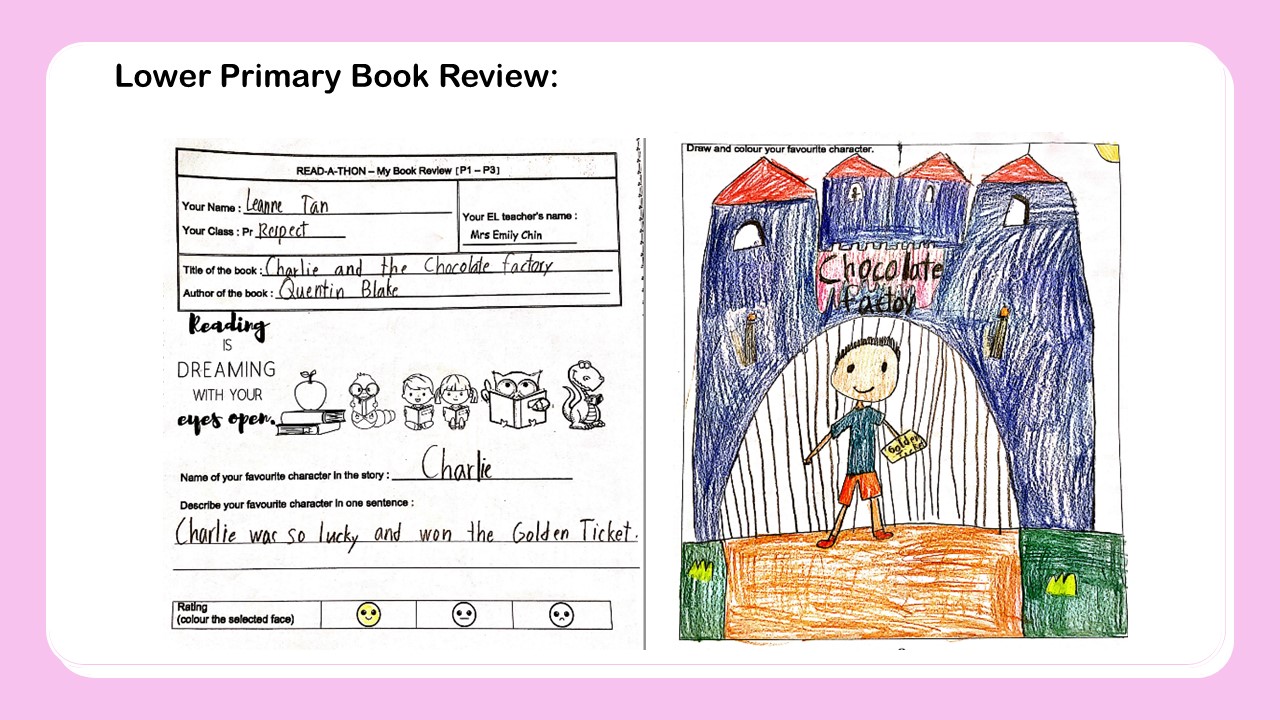 Lower Primary Book Review:
READ-A-THON – My Book Review [P1 – P3]
Your Name : Leanne Tan
Your Class : Pr Respect
Your EL teacher's name :
Mrs Emily Chin
Title of the book : Charlie and the Chocolate factory
Author of the book : Quentin Blake
Reading
IS
DREAMING
WITH YOUR
eyes open.
Name of your favourite character in the story : Charlie
Describe your favourite character in one sentence :
Charlie was so lucky and won the Golden Ticket.
Rating
(colour the selected face)
Draw and colour your favourite character.
Chocolate
factoy
Golden